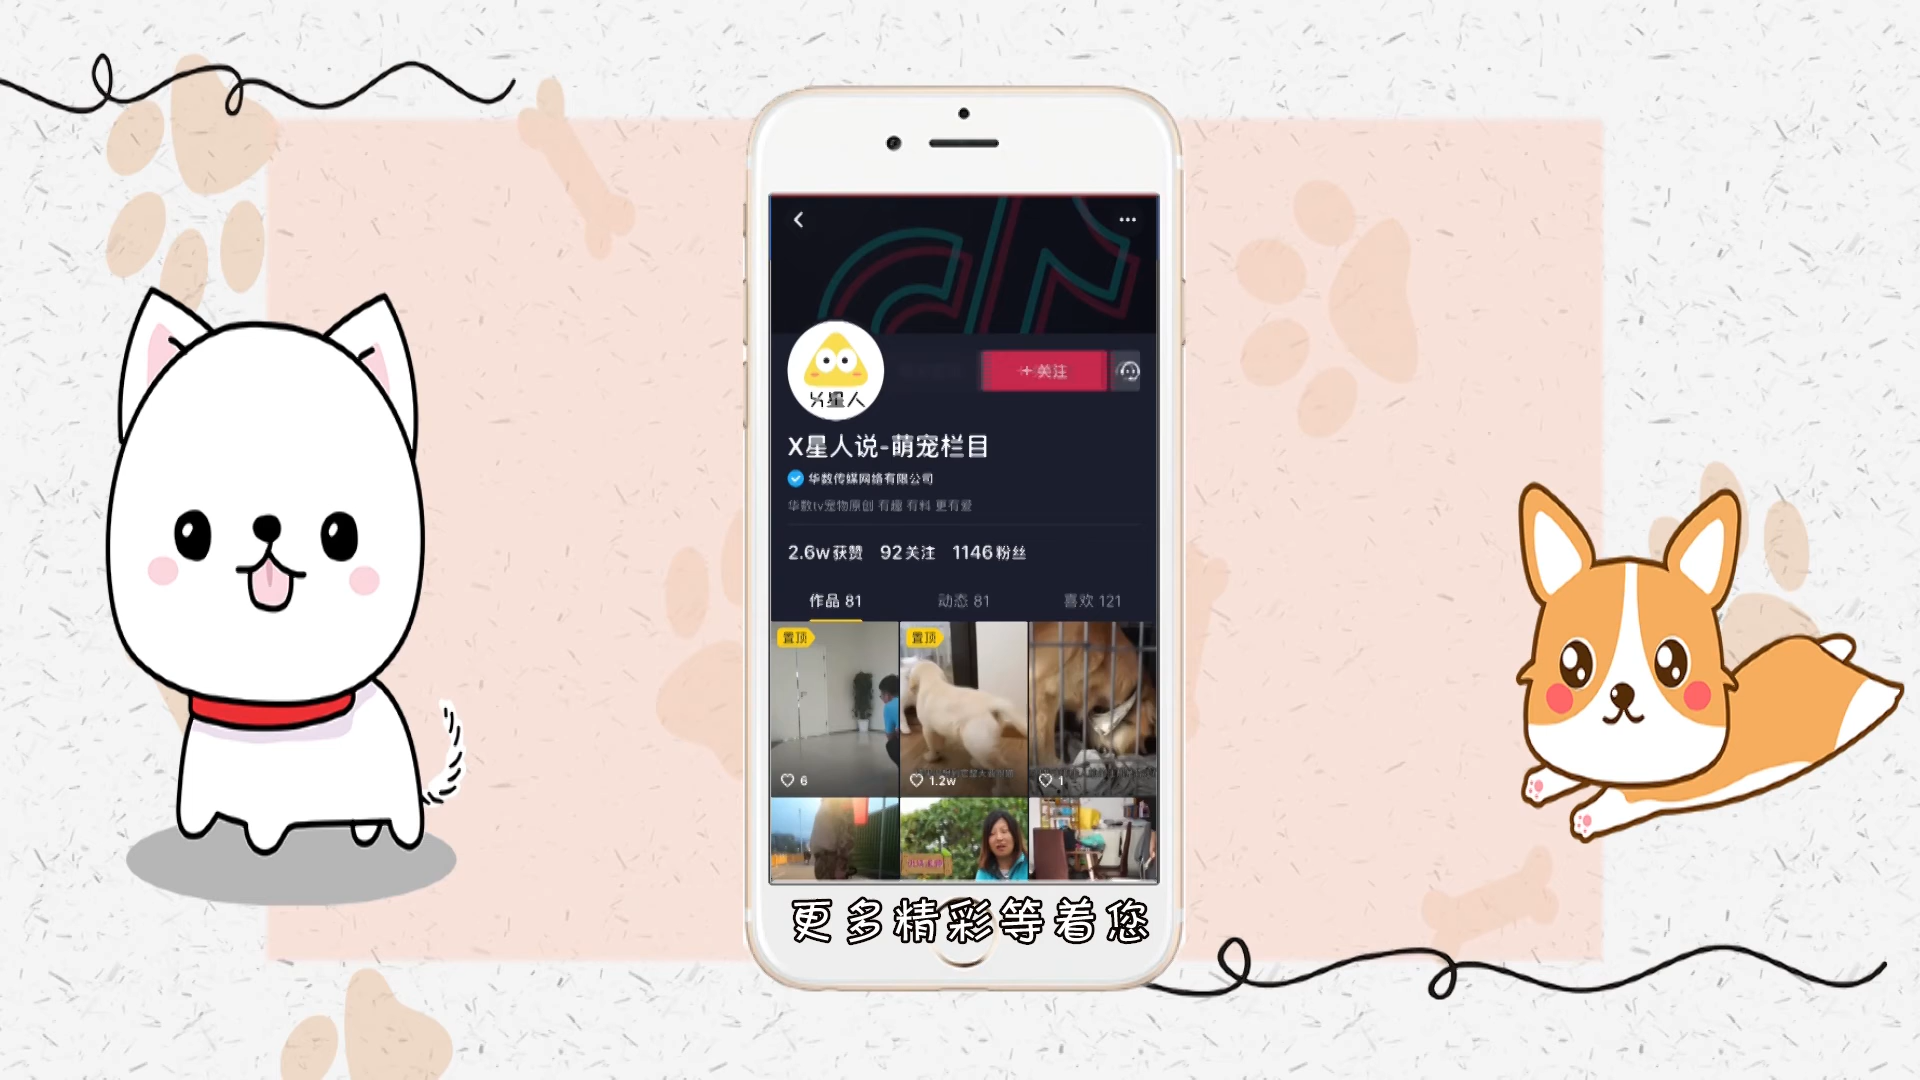 X星人
+ 关注
X星人说-萌宠栏目
华数传媒网络有限公司
华数tv宠物原创 有趣 有料 更有爱
2.6w获赞 92关注 1146粉丝
作品 81 动态 81 喜欢 121
置顶 置顶
6 1.2w 1
更多精彩等着您